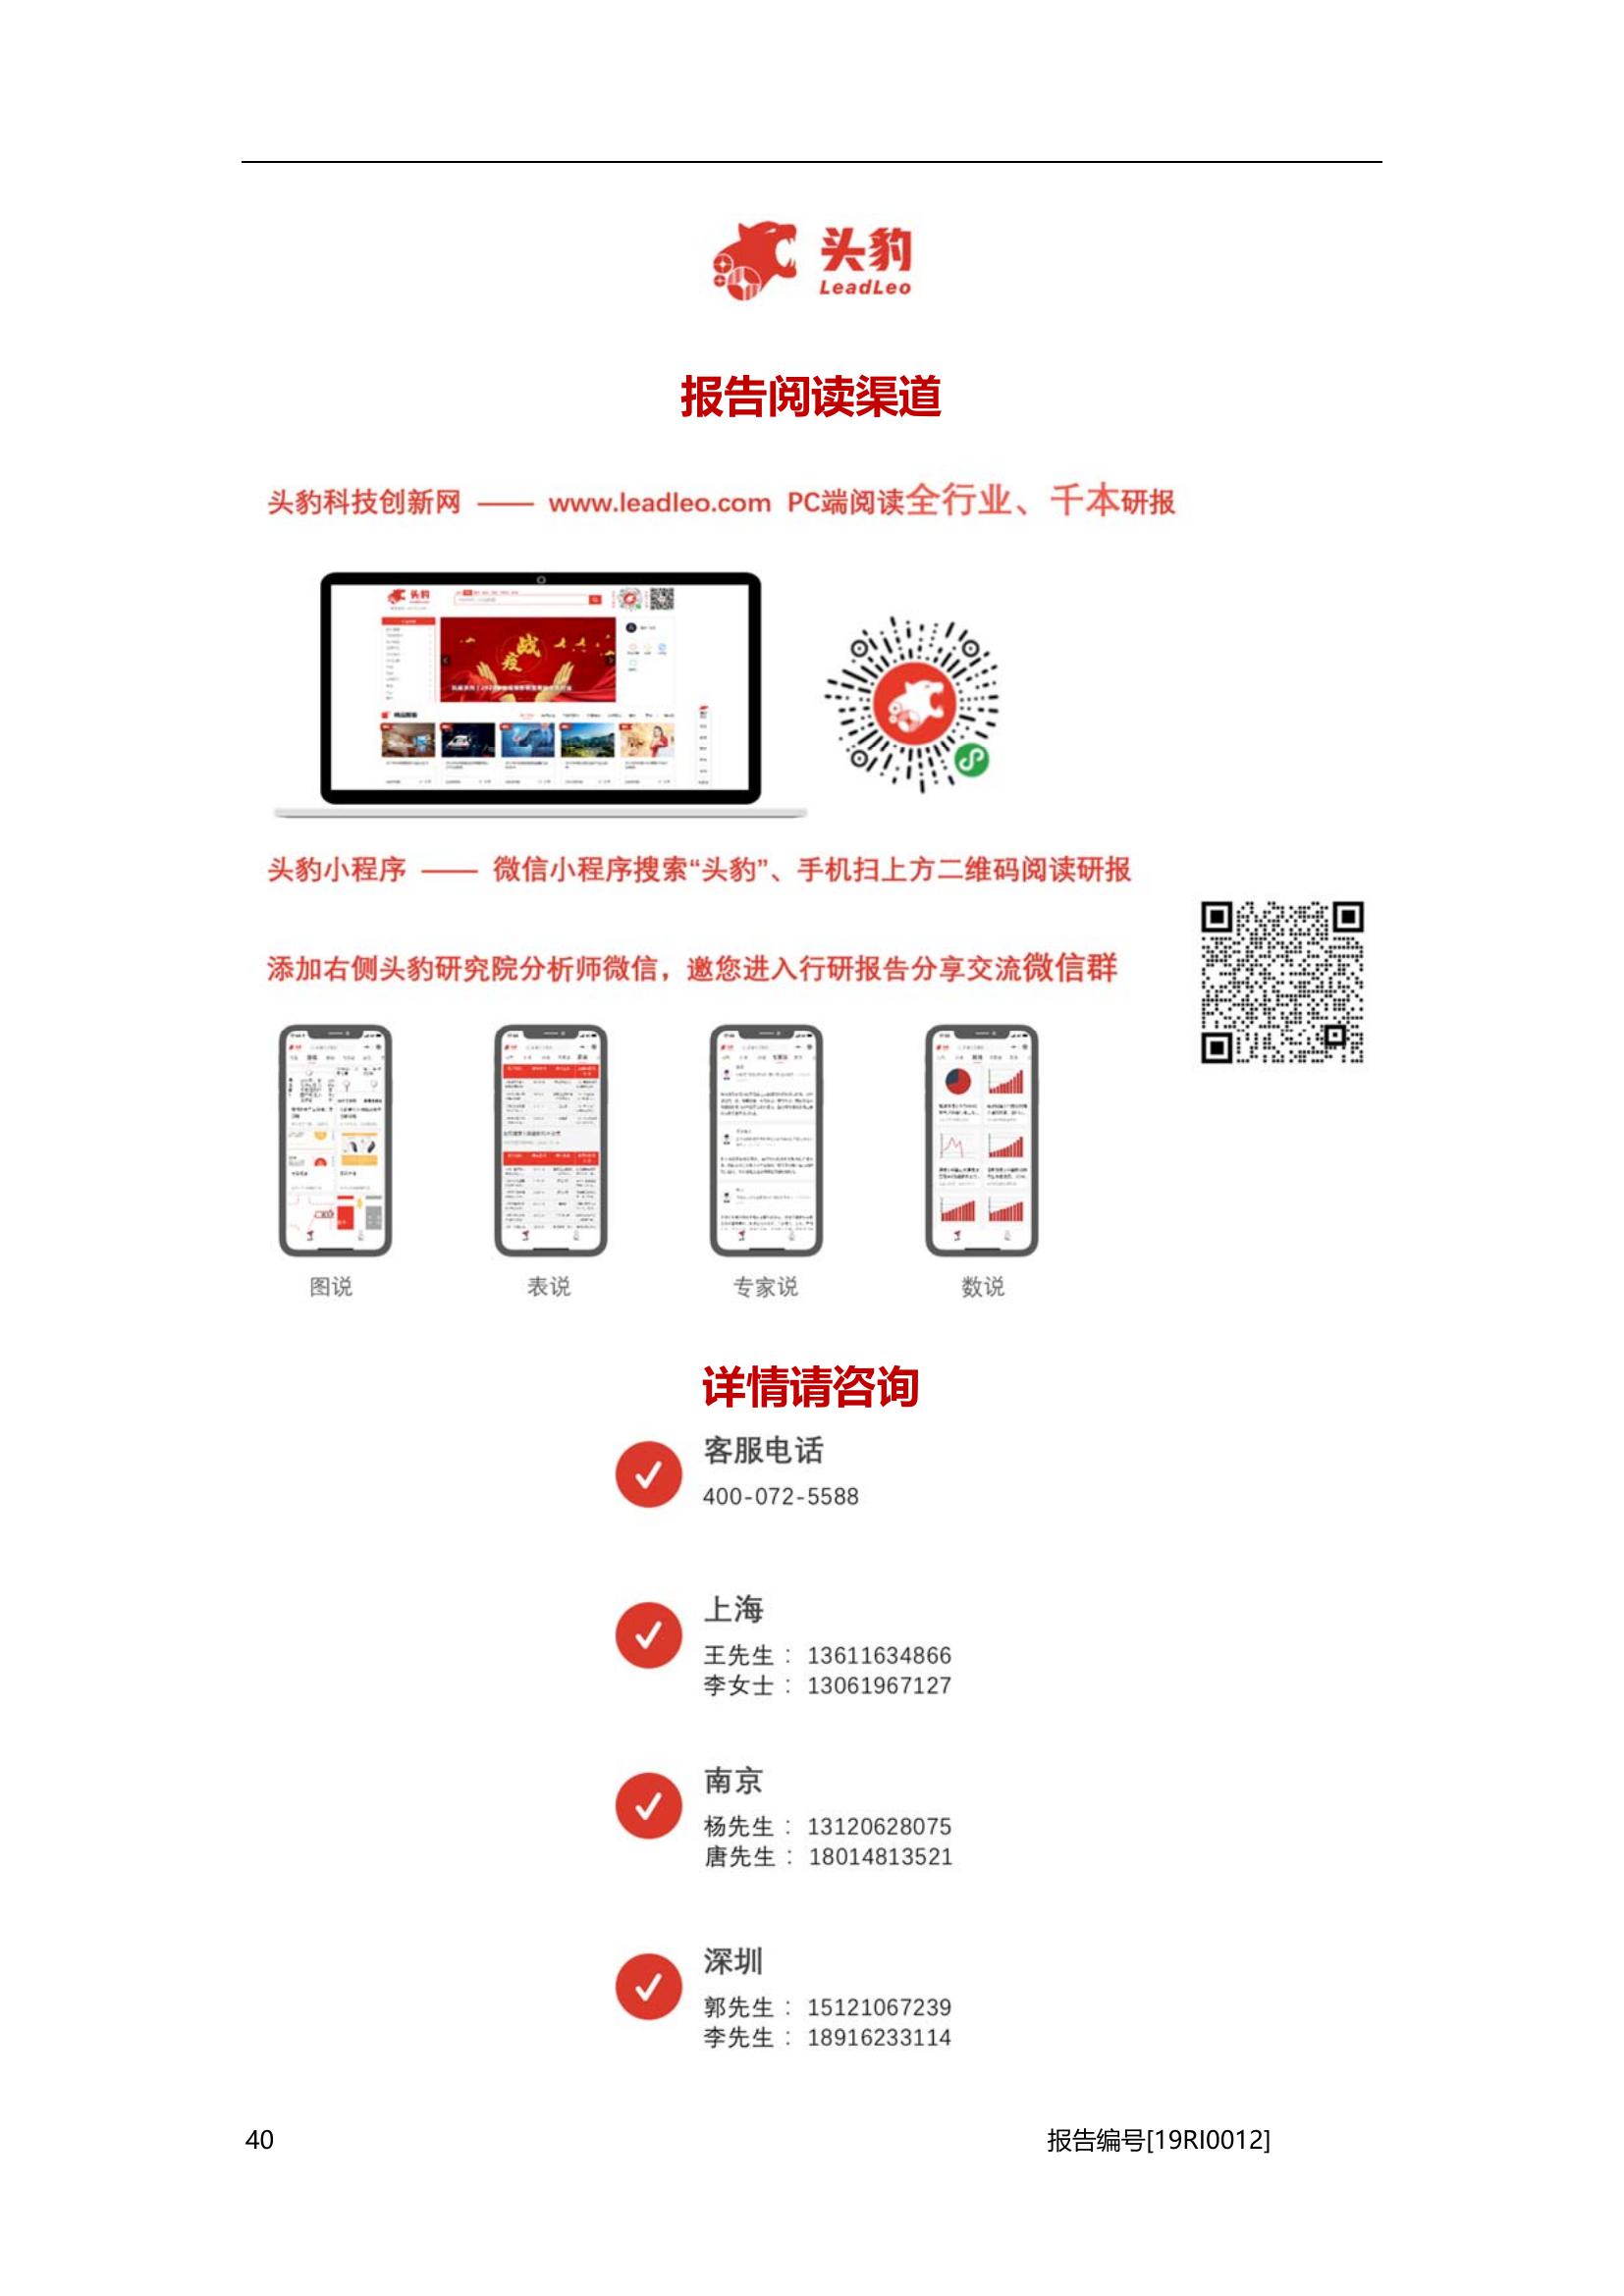 头豹
LeadLeo
报告阅读渠道
头豹科技创新网 —— www.leadleo.com PC端阅读全行业、千本研报
头豹
战
疫
头豹小程序 —— 微信小程序搜索“头豹”、手机扫上方二维码阅读研报
添加右侧头豹研究院分析师微信，邀您进入行研报告分享交流微信群
图说
表说
专家说
数说
详情请咨询
客服电话
400-072-5588
上海
王先生： 13611634866
李女士： 13061967127
南京
杨先生： 13120628075
唐先生： 18014813521
深圳
郭先生： 15121067239
李先生： 18916233114
40
报告编号[19RI0012]